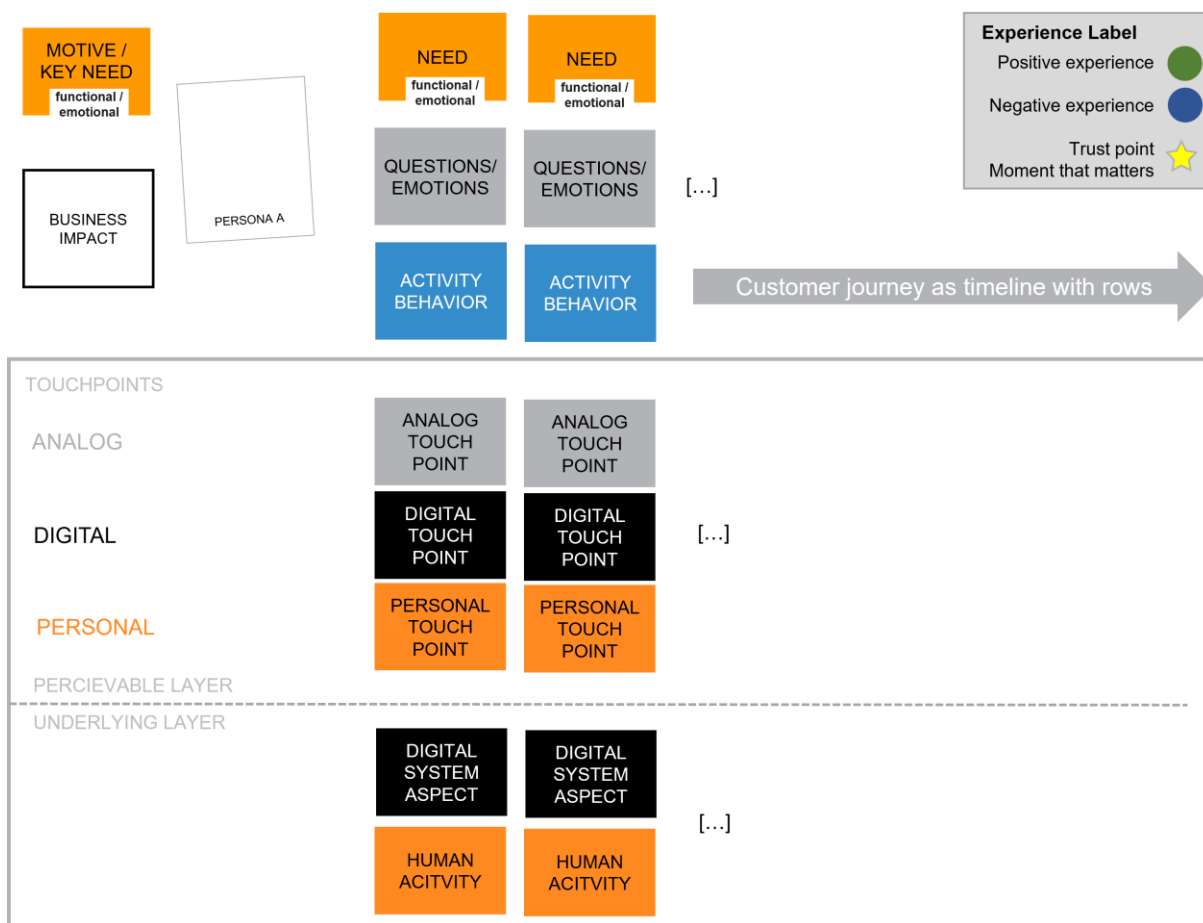 MOTIVE /
KEY NEED
functional /
emotional
BUSINESS
IMPACT
PERSONA A
NEED
functional /
emotional
NEED
functional /
emotional
QUESTIONS/
EMOTIONS
QUESTIONS/
EMOTIONS
[...]
ACTIVITY
BEHAVIOR
ACTIVITY
BEHAVIOR
Experience Label
Positive experience
Negative experience
Trust point
Moment that matters
Customer journey as timeline with rows
TOUCHPOINTS
ANALOG
ANALOG
TOUCH
POINT
ANALOG
TOUCH
POINT
DIGITAL
DIGITAL
TOUCH
POINT
DIGITAL
TOUCH
POINT
[...]
PERSONAL
PERSONAL
TOUCH
POINT
PERSONAL
TOUCH
POINT
PERCIEVABLE LAYER
UNDERLYING LAYER
DIGITAL
SYSTEM
ASPECT
DIGITAL
SYSTEM
ASPECT
[...]
HUMAN
ACITVITY
HUMAN
ACITVITY